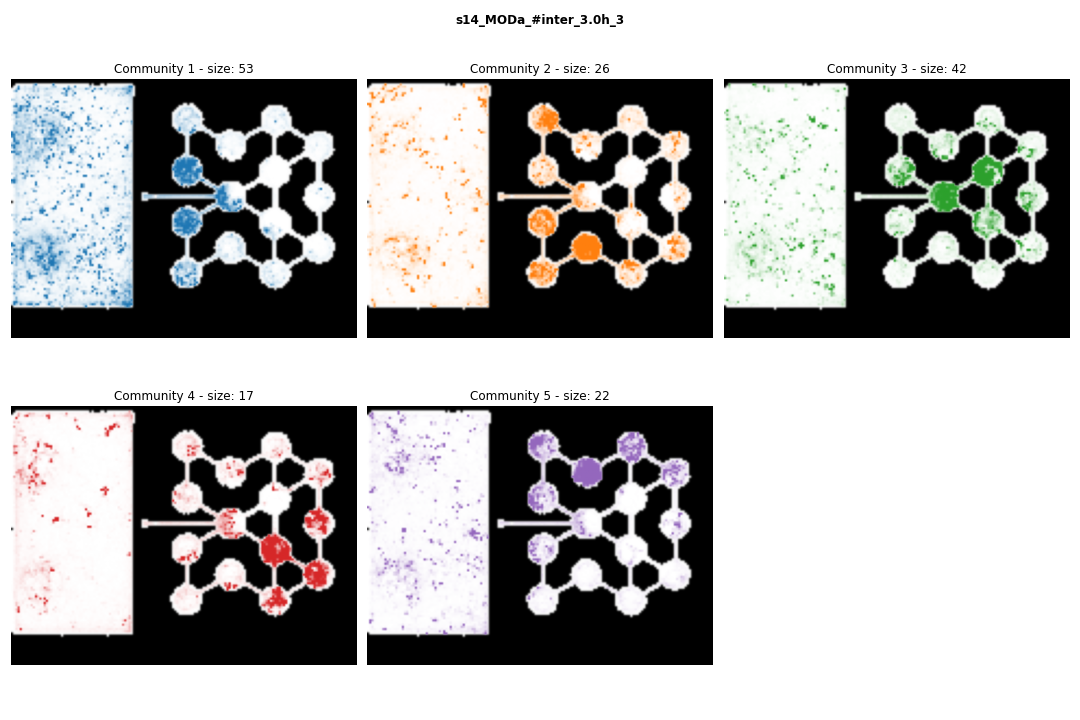 s14_MODa_#inter_3.0h_3
Community 1 - size: 53
Community 2 - size: 26
Community 3 - size: 42
Community 4 - size: 17
Community 5 - size: 22